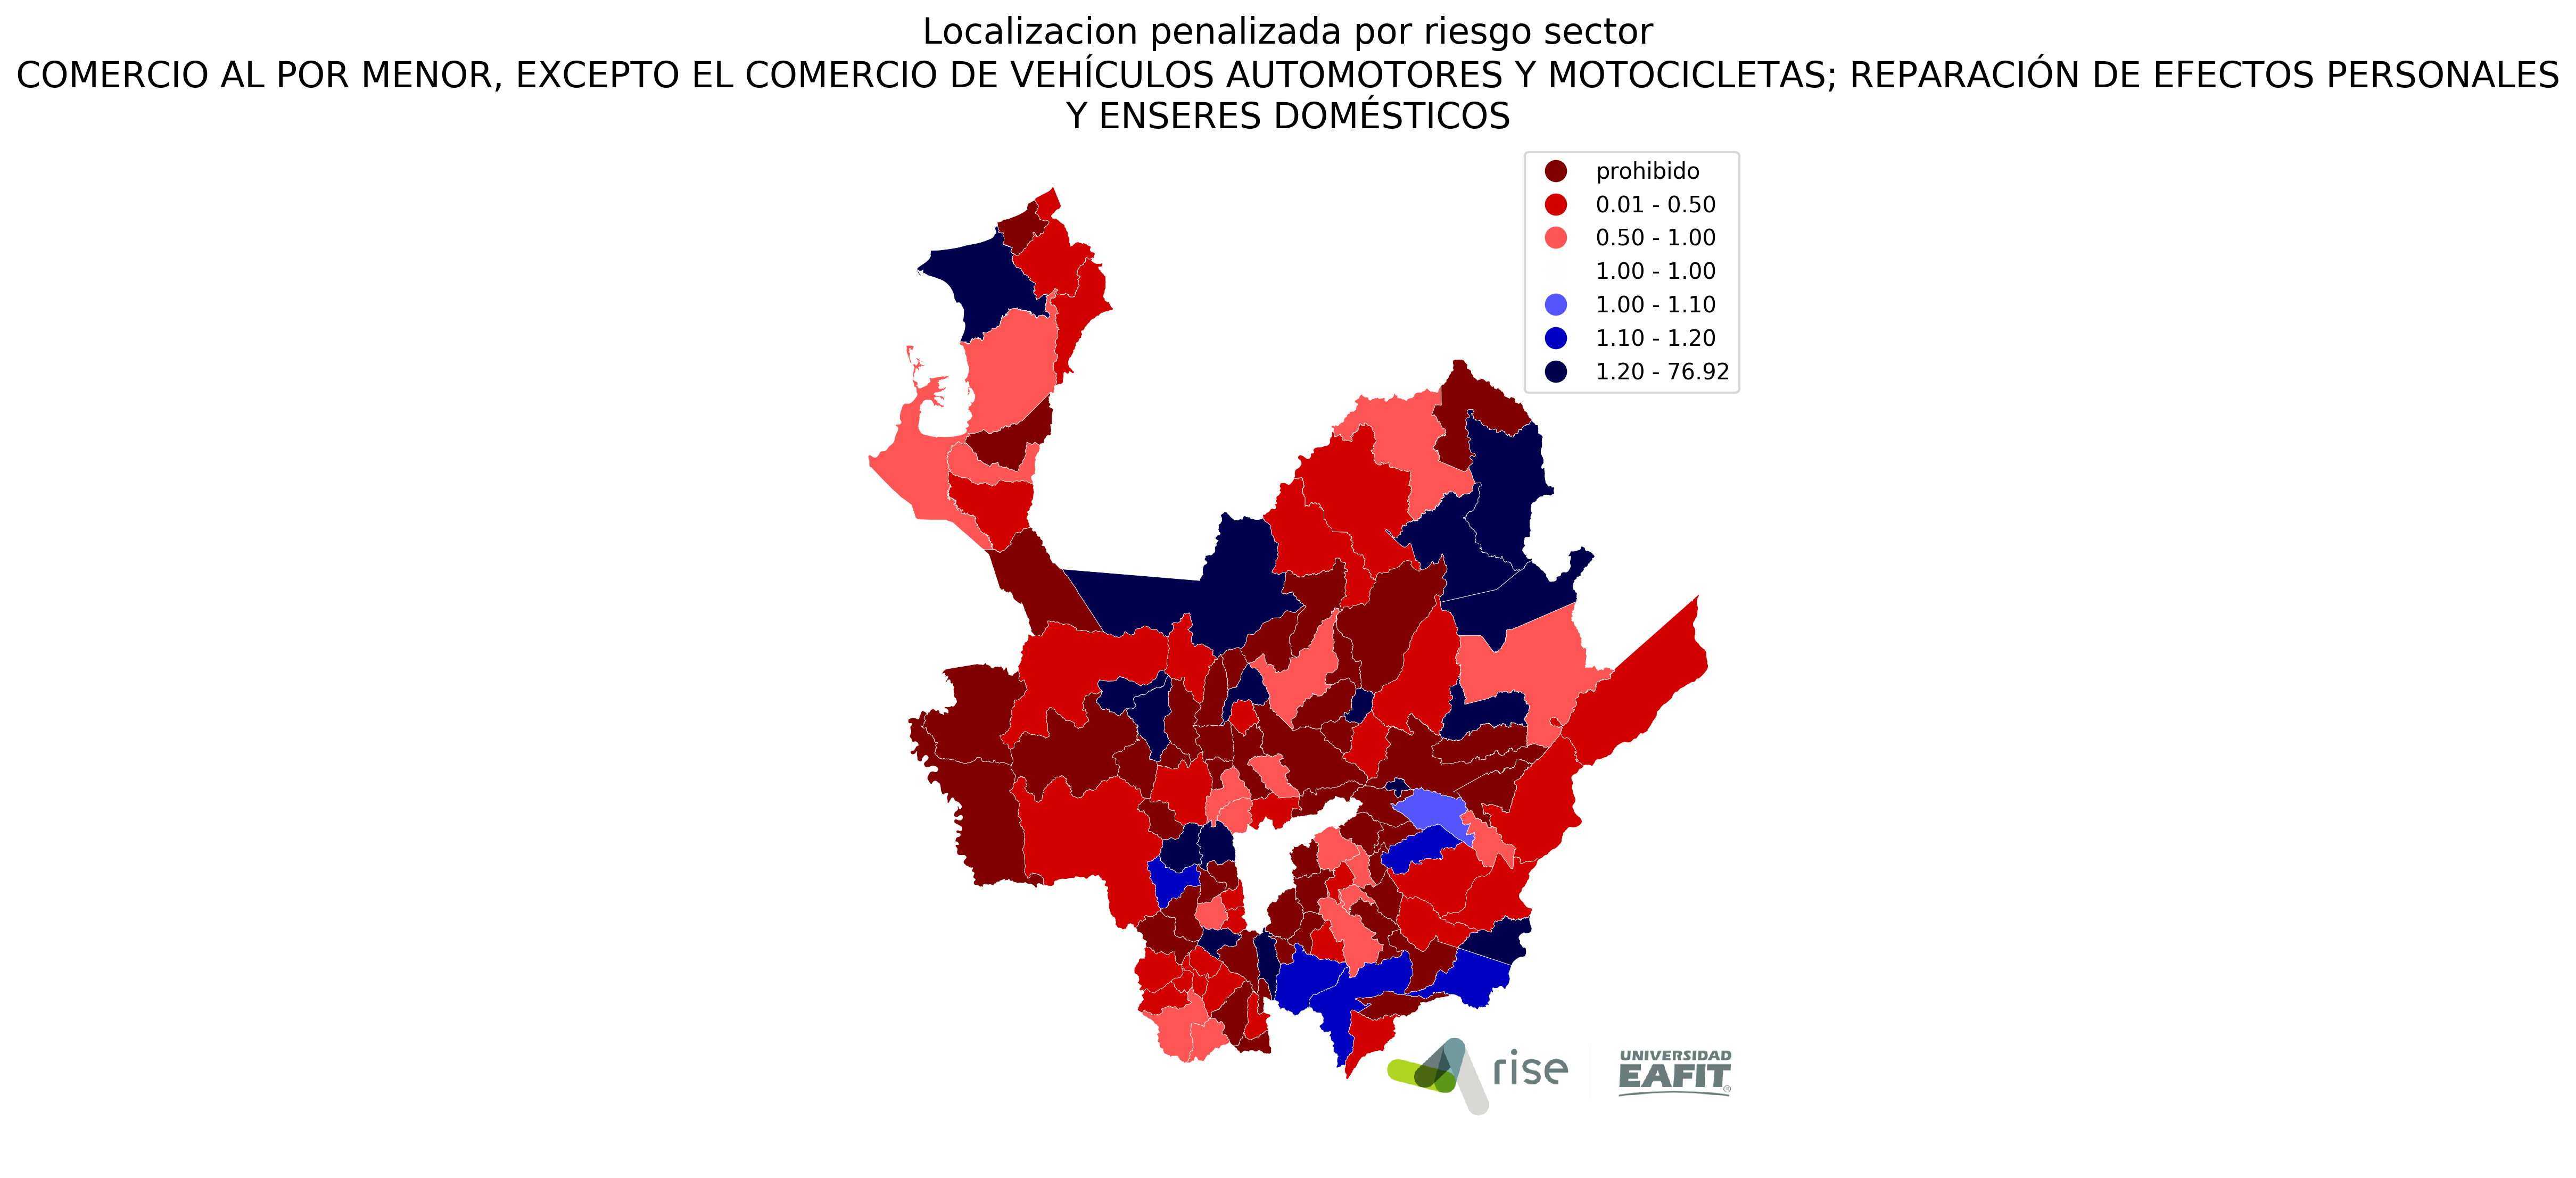 Localizacion penalizada por riesgo sector
COMERCIO AL POR MENOR, EXCEPTO EL COMERCIO DE VEHÍCULOS AUTOMOTORES Y MOTOCICLETAS; REPARACIÓN DE EFECTOS PERSONALES
Y ENSERES DOMÉSTICOS
prohibido
0.01 - 0.50
0.50 - 1.00
1.00 - 1.00
1.00 - 1.10
1.10 - 1.20
1.20 - 76.92
rise
UNIVERSIDAD
EAFIT®